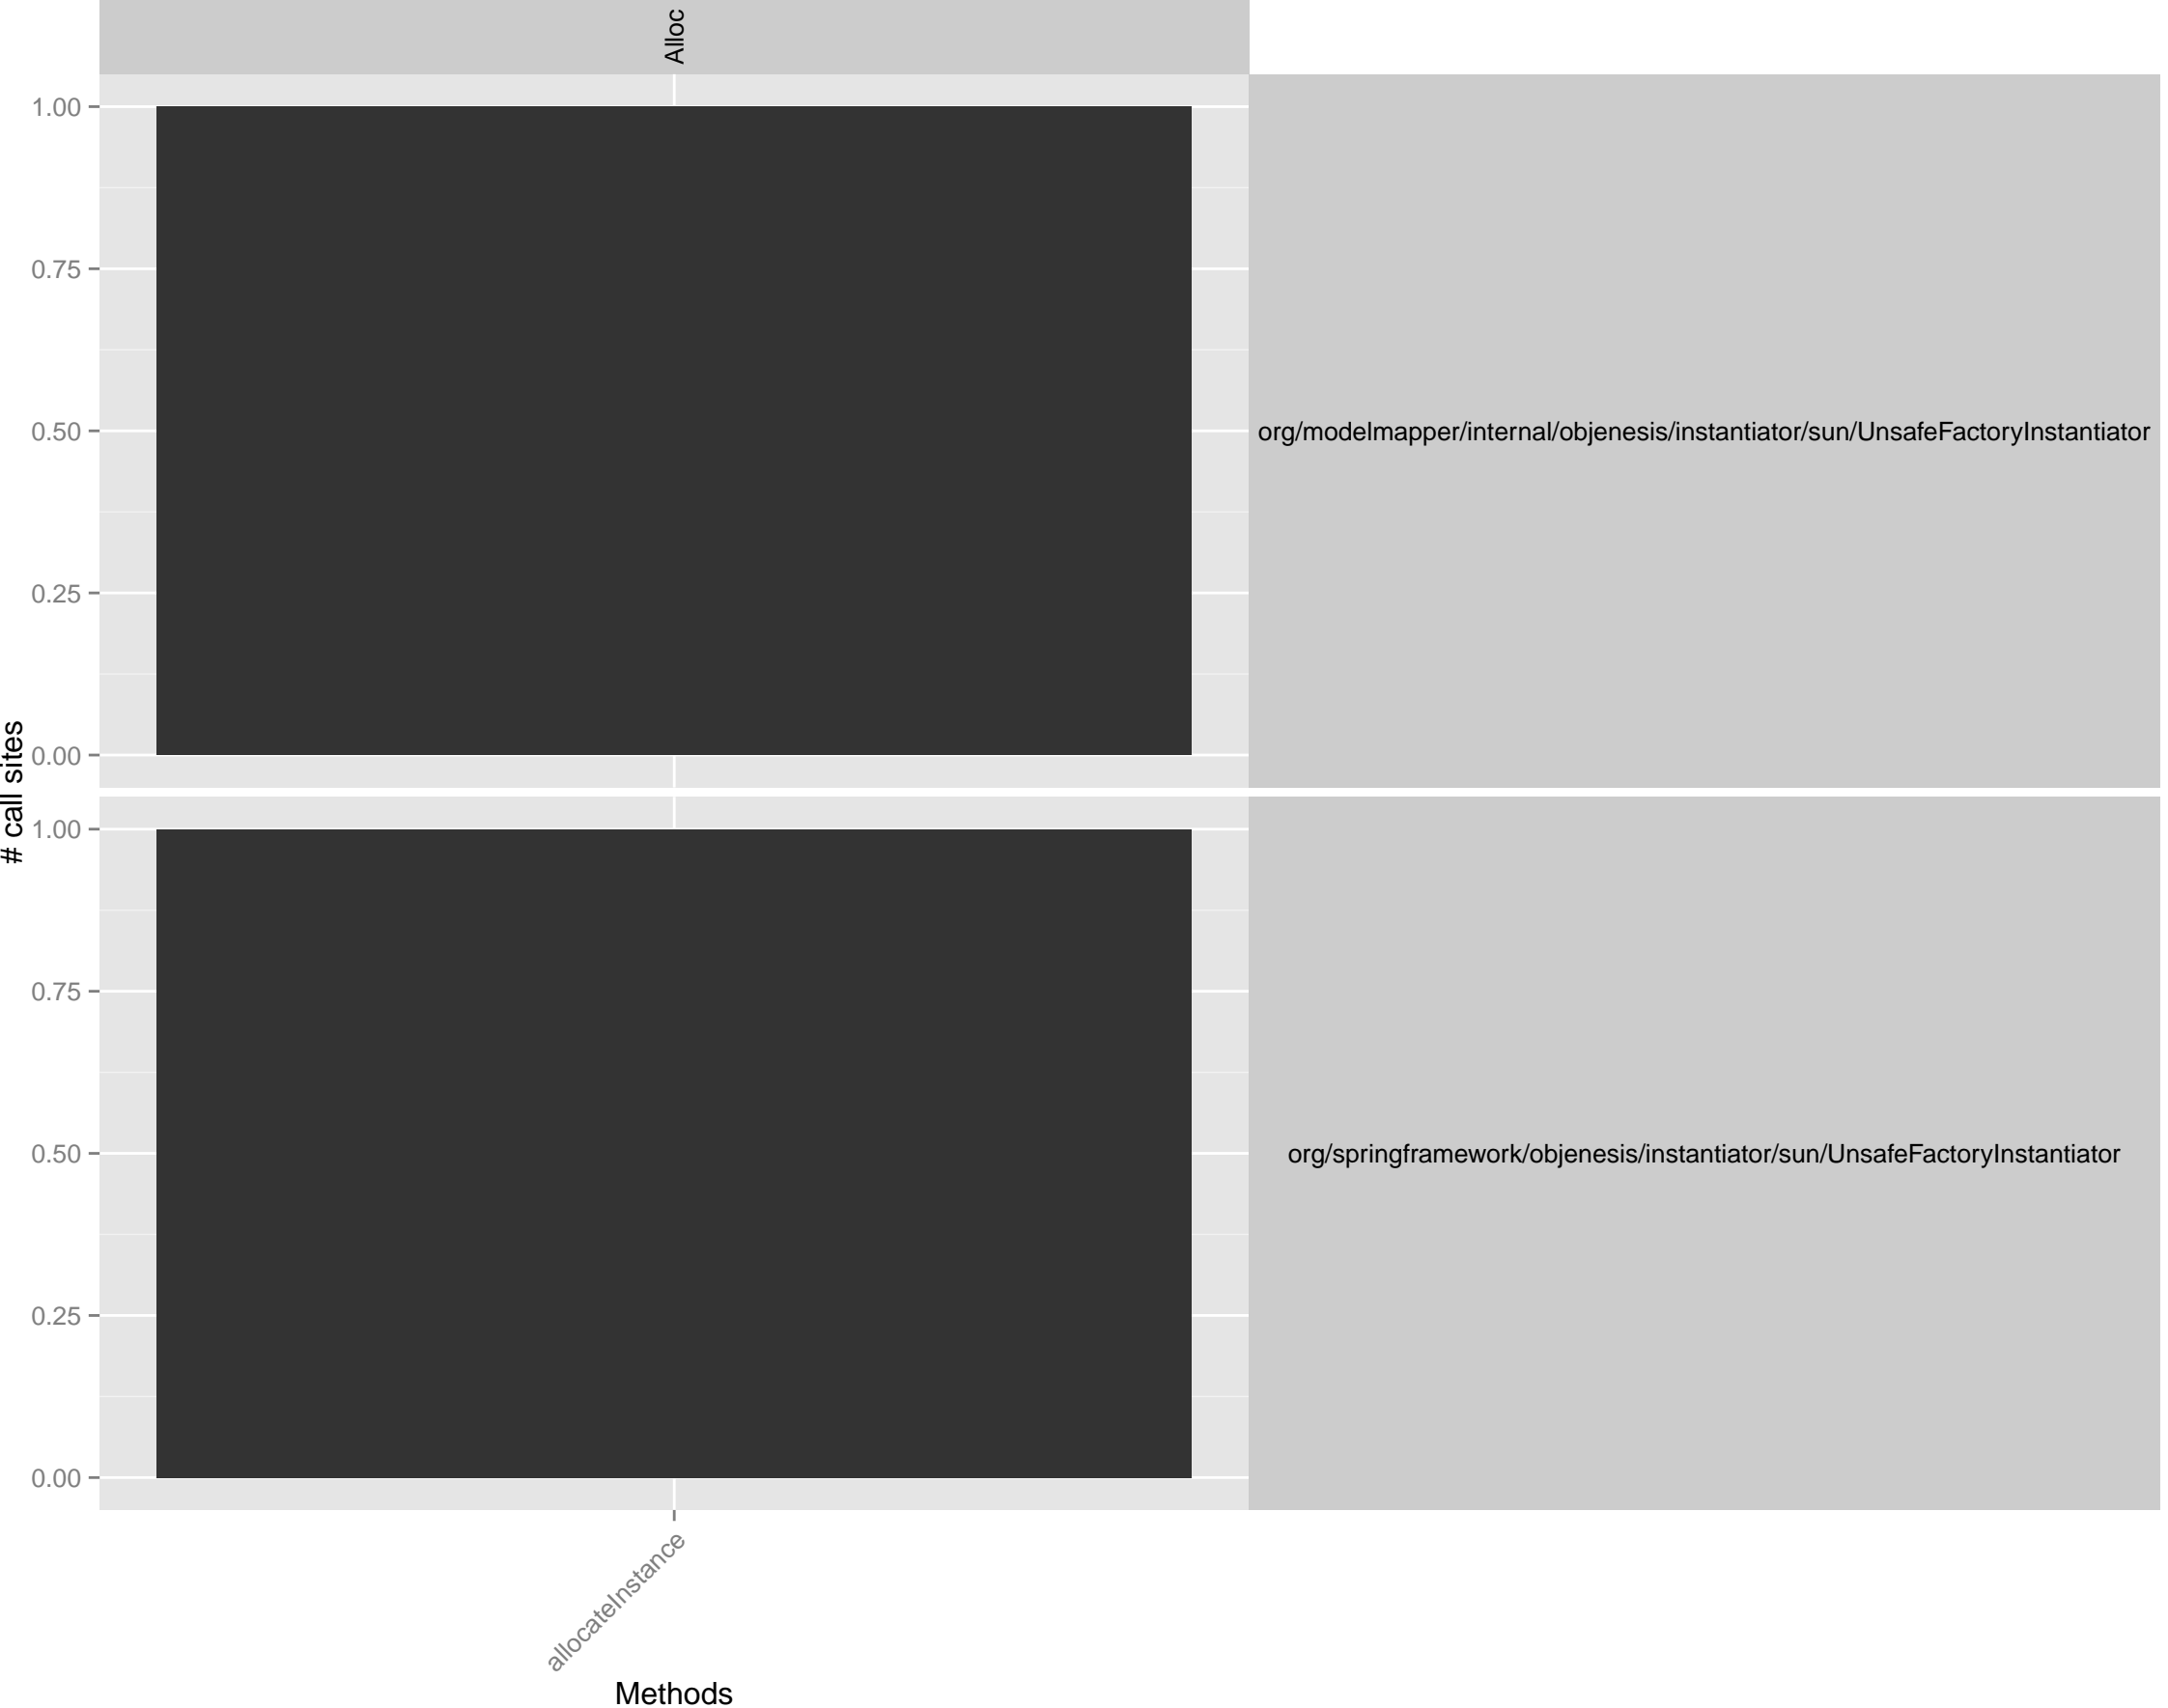 Alloc
1.00
0.75
0.50
0.25
0.00
org/modelmapper/internal/objenesis/instantiator/sun/UnsafeFactoryInstantiator
# call sites
1.00
0.75
0.50
0.25
0.00
org/springframework/objenesis/instantiator/sun/UnsafeFactoryInstantiator
allocateInstance
Methods